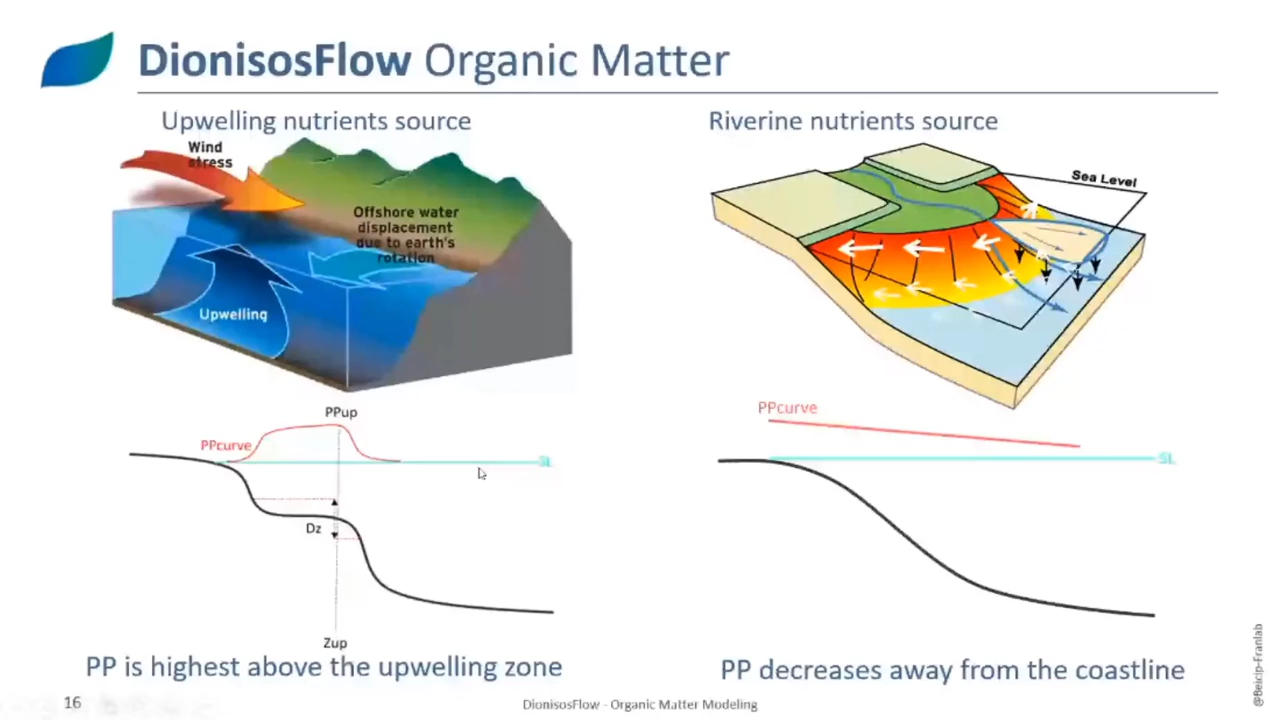 DionisosFlow Organic Matter
Upwelling nutrients source
Wind
stress
Offshore water
displacement
due to earth's
rotation
Upwelling
PPup
PPcurve
SL
Dz
Zup
PP is highest above the upwelling zone
Riverine nutrients source
Sea Level
PPcurve
SL
PP decreases away from the coastline
16
DionisosFlow - Organic Matter Modeling
@Beicip-Franlab